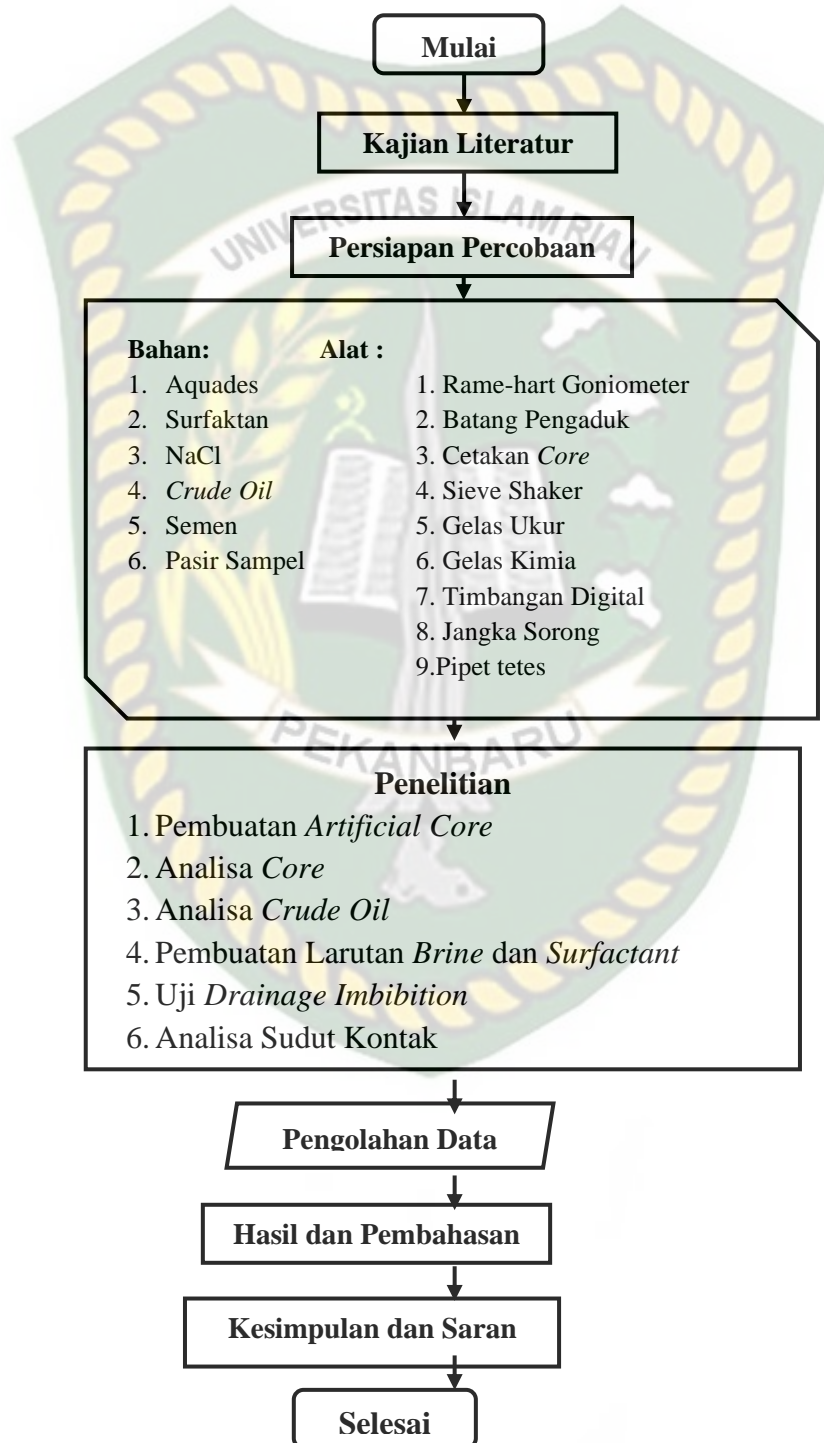 Mulai
Kajian Literatur
UNIVERSITAS ISLAM RIAU
Persiapan Percobaan
Bahan:
1. Aquades
2. Surfaktan
3. NaCl
4. Crude Oil
5. Semen
6. Pasir Sampel
Alat :
1. Rame-hart Goniometer
2. Batang Pengaduk
3. Cetakan Core
4. Sieve Shaker
5. Gelas Ukur
6. Gelas Kimia
7. Timbangan Digital
8. Jangka Sorong
9.Pipet tetes
PEKANBARU
Penelitian
1. Pembuatan Artificial Core
2. Analisa Core
3. Analisa Crude Oil
4. Pembuatan Larutan Brine dan Surfactant
5. Uji Drainage Imbibition
6. Analisa Sudut Kontak
Pengolahan Data
Hasil dan Pembahasan
Kesimpulan dan Saran
Selesai